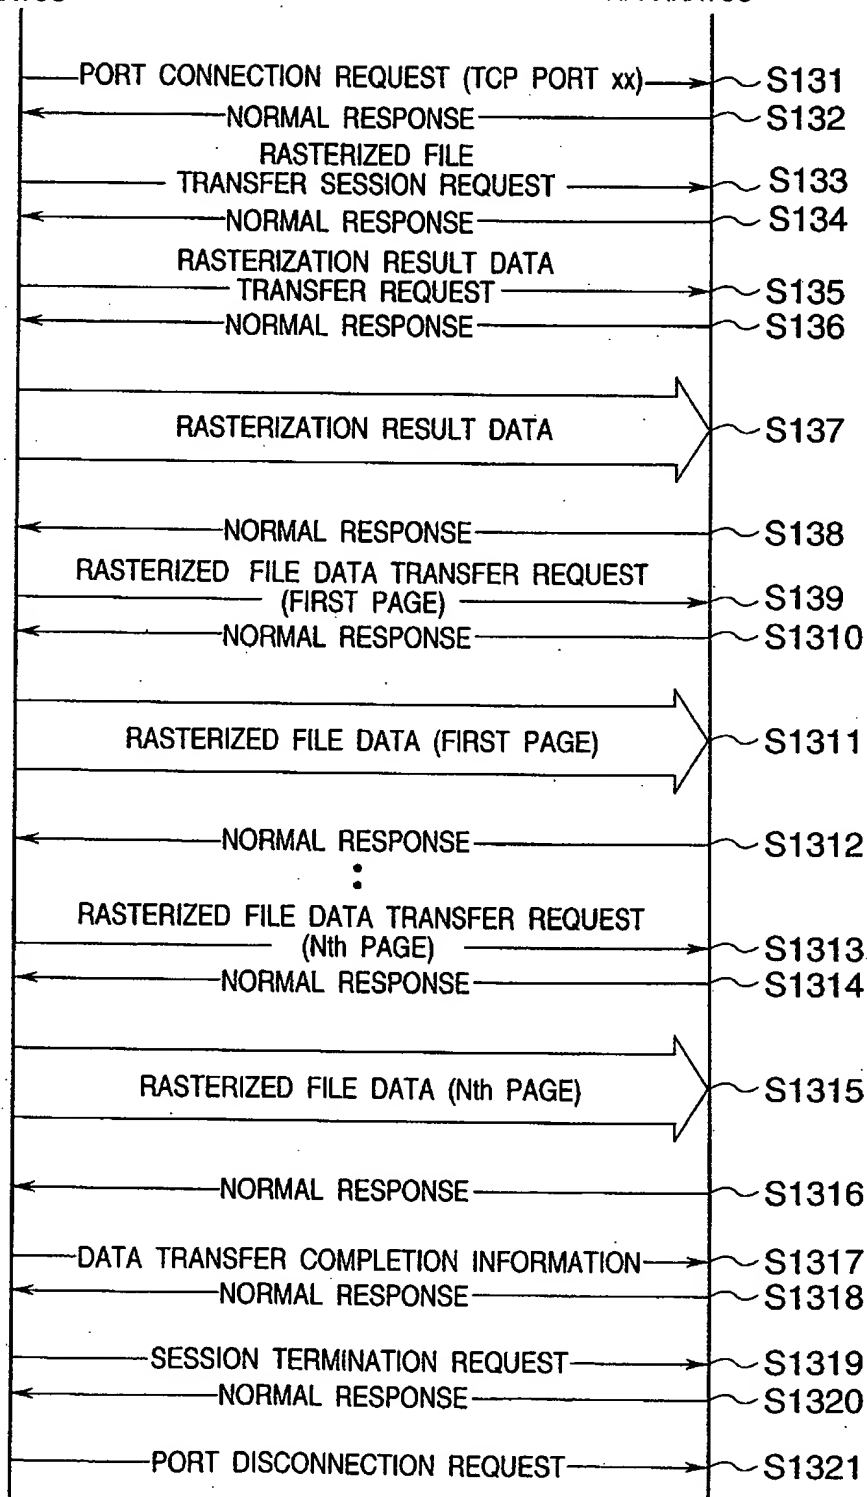 PORT CONNECTION REQUEST (TCP PORT xx) S131
NORMAL RESPONSE S132
RASTERIZED FILE
TRANSFER SESSION REQUEST S133
NORMAL RESPONSE S134
RASTERIZATION RESULT DATA
TRANSFER REQUEST S135
NORMAL RESPONSE S136
RASTERIZATION RESULT DATA S137
NORMAL RESPONSE S138
RASTERIZED FILE DATA TRANSFER REQUEST
(FIRST PAGE) S139
NORMAL RESPONSE S1310
RASTERIZED FILE DATA (FIRST PAGE) S1311
NORMAL RESPONSE S1312
RASTERIZED FILE DATA TRANSFER REQUEST
(Nth PAGE) S1313
NORMAL RESPONSE S1314
RASTERIZED FILE DATA (Nth PAGE) S1315
NORMAL RESPONSE S1316
DATA TRANSFER COMPLETION INFORMATION S1317
NORMAL RESPONSE S1318
SESSION TERMINATION REQUEST S1319
NORMAL RESPONSE S1320
PORT DISCONNECTION REQUEST S1321